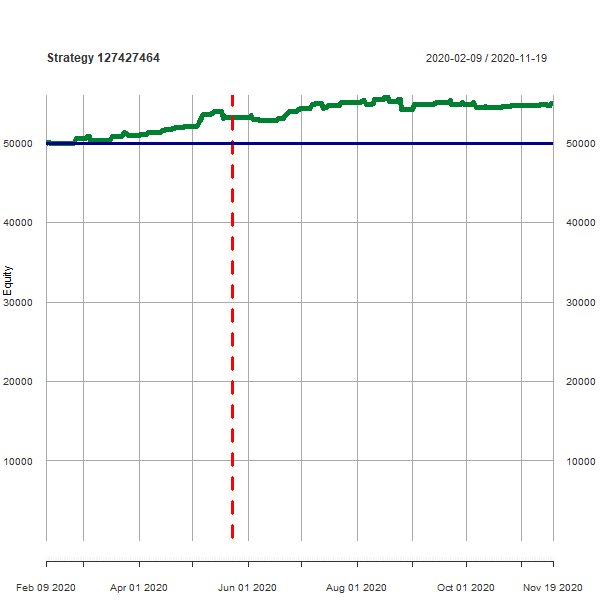 Strategy 127427464
2020-02-09 / 2020-11-19
50000
50000
40000
40000
Equity
30000
30000
20000
20000
10000
10000
Feb 09 2020
Apr 01 2020
Jun 01 2020
Aug 01 2020
Oct 01 2020
Nov 19 2020